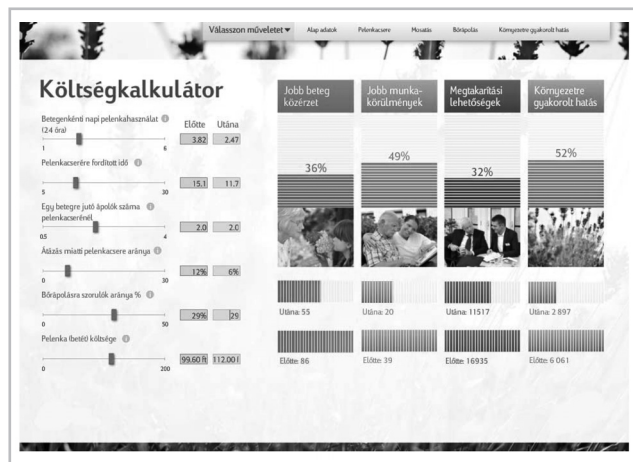 Válasszon műveletet ▼ Alap adatok Pelenkacsere Mosatás Bőrápolás Környezetre gyakorolt hatás
Költségkalkulátor
Előtte Utána
Betegenkénti napi pelenkahasználat
(24 óra)
3.82 2.47
1 6
Pelenkacserére fordított idő
15.1 11.7
5 30
Egy betegre jutó ápolók száma
pelenkacserénél
2.0 2.0
0.5 4
Átázás miatti pelenkacsere aránya
12% 6%
0 30
Bőrápolásra szorulók aránya %
29% 29
0 50
Pelenka (betét) költsége
99,60 ft 112.00 l
0 200
Jobb beteg
közérzet
36%
Utána: 55
Előtte: 86
Jobb munka-
körülmények
49%
Utána: 20
Előtte: 39
Megtakarítási
lehetőségek
32%
Utána: 11517
Előtte: 16935
Környezetre
gyakorolt hatás
52%
Utána: 2 897
Előtte: 6 061